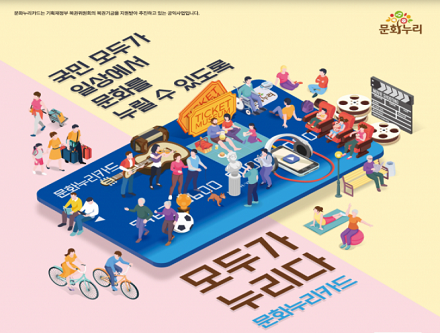 문화누리카드는 기획재정부 복권위원회의 복권기금을 지원받아 추진하고 있는 공익사업입니다.
문화누리
국민 모두가
일상에서
문화를
누릴 수 있도록
TICKET
TICKET
문화누리카드
모두가
누리다
문화누리카드